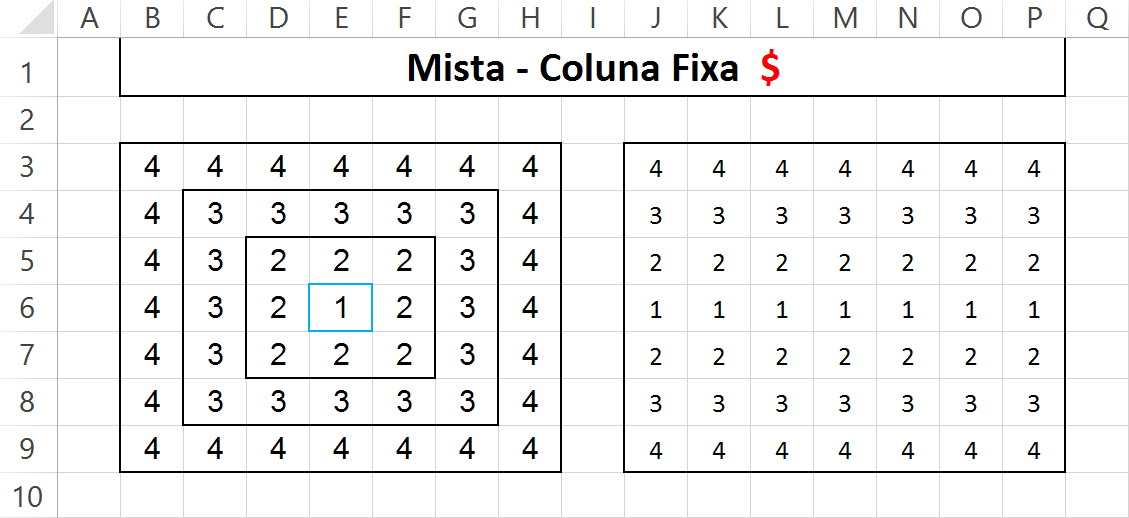 A B C D E F G H I J K L M N O P Q
1 Mista - Coluna Fixa $
2
3 4 4 4 4 4 4 4 4 4 4 4 4 4 4
4 4 3 3 3 3 3 4 3 3 3 3 3 3 3
5 4 3 2 2 2 3 4 2 2 2 2 2 2 2
6 4 3 2 1 2 3 4 1 1 1 1 1 1 1
7 4 3 2 2 2 3 4 2 2 2 2 2 2 2
8 4 3 3 3 3 3 4 3 3 3 3 3 3 3
9 4 4 4 4 4 4 4 4 4 4 4 4 4 4
10